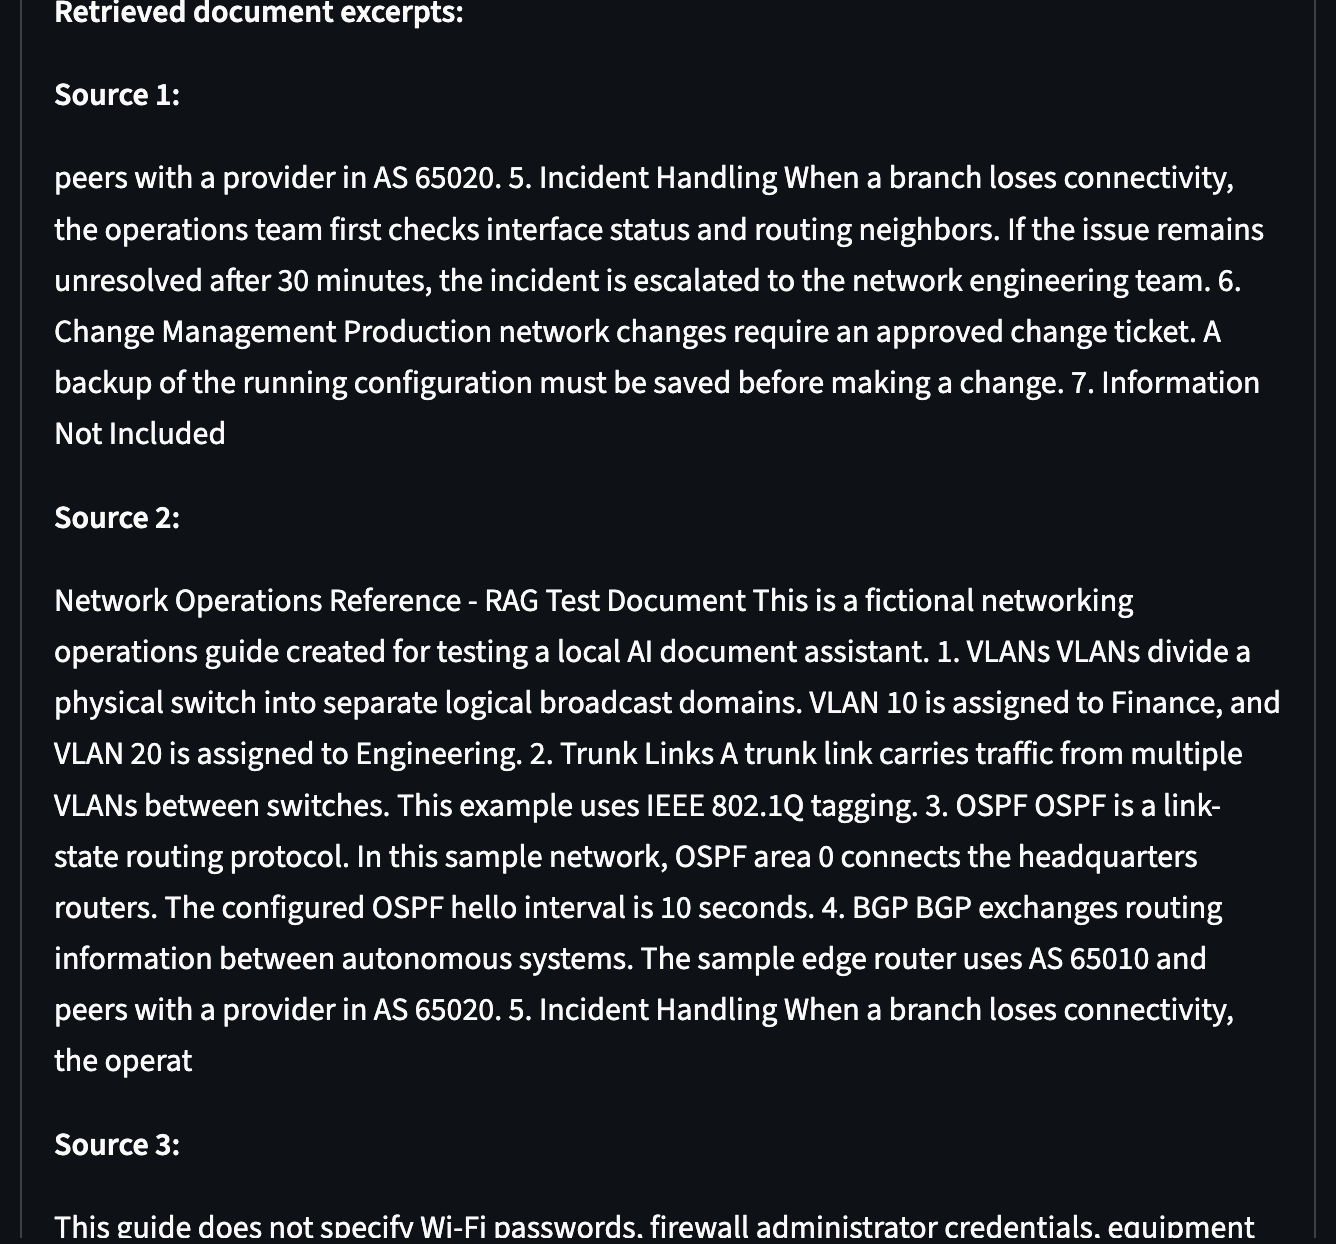 Retrieved document excerpts:
Source 1:
peers with a provider in AS 65020. 5. Incident Handling When a branch loses connectivity,
the operations team first checks interface status and routing neighbors. If the issue remains
unresolved after 30 minutes, the incident is escalated to the network engineering team. 6.
Change Management Production network changes require an approved change ticket. A
backup of the running configuration must be saved before making a change. 7. Information
Not Included
Source 2:
Network Operations Reference - RAG Test Document This is a fictional networking
operations guide created for testing a local AI document assistant. 1. VLANs VLANs divide a
physical switch into separate logical broadcast domains. VLAN 10 is assigned to Finance, and
VLAN 20 is assigned to Engineering. 2. Trunk Links A trunk link carries traffic from multiple
VLANs between switches. This example uses IEEE 802.1Q tagging. 3. OSPF OSPF is a link-
state routing protocol. In this sample network, OSPF area 0 connects the headquarters
routers. The configured OSPF hello interval is 10 seconds. 4. BGP BGP exchanges routing
information between autonomous systems. The sample edge router uses AS 65010 and
peers with a provider in AS 65020. 5. Incident Handling When a branch loses connectivity,
the operat
Source 3:
This guide does not specify Wi-Fi passwords, firewall administrator credentials, equipment